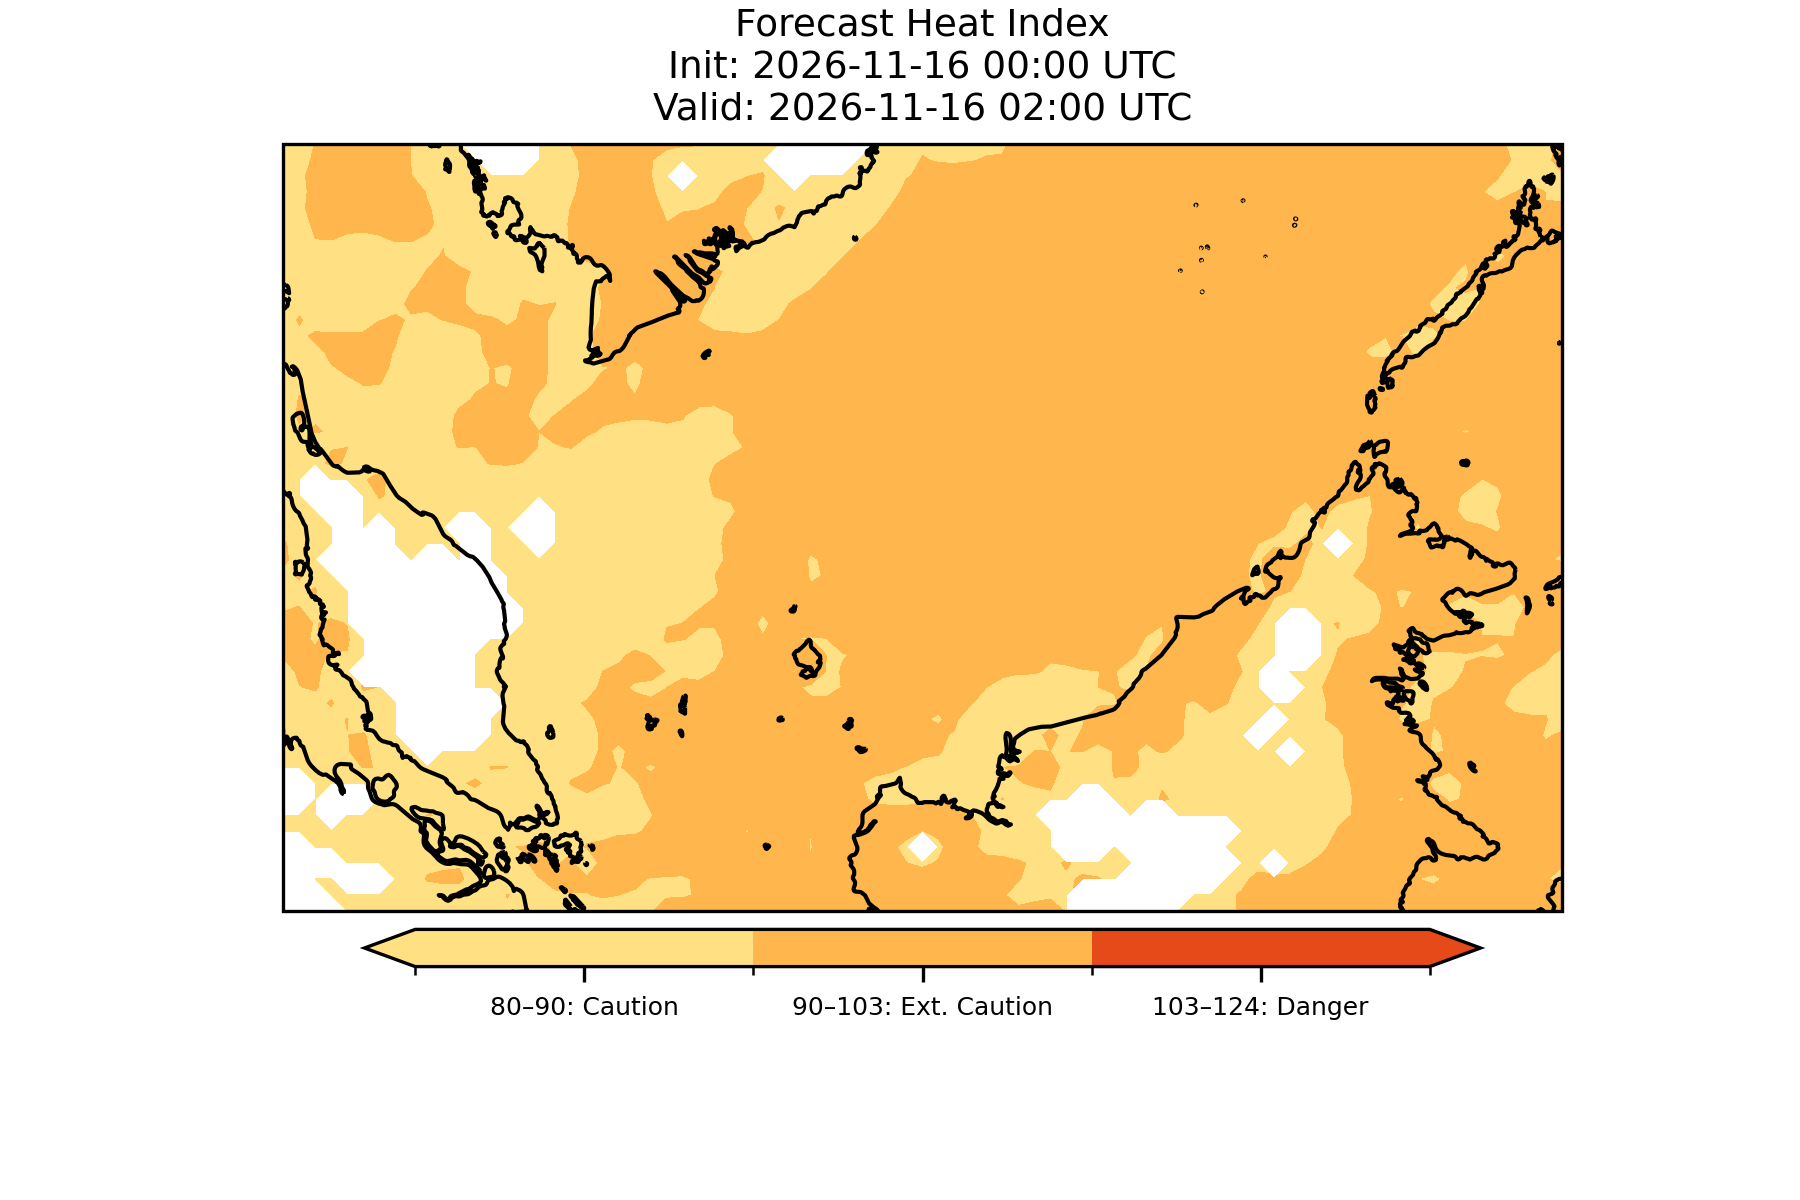 Forecast Heat Index
Init: 2026-11-16 00:00 UTC
Valid: 2026-11-16 02:00 UTC
80–90: Caution
90–103: Ext. Caution
103–124: Danger